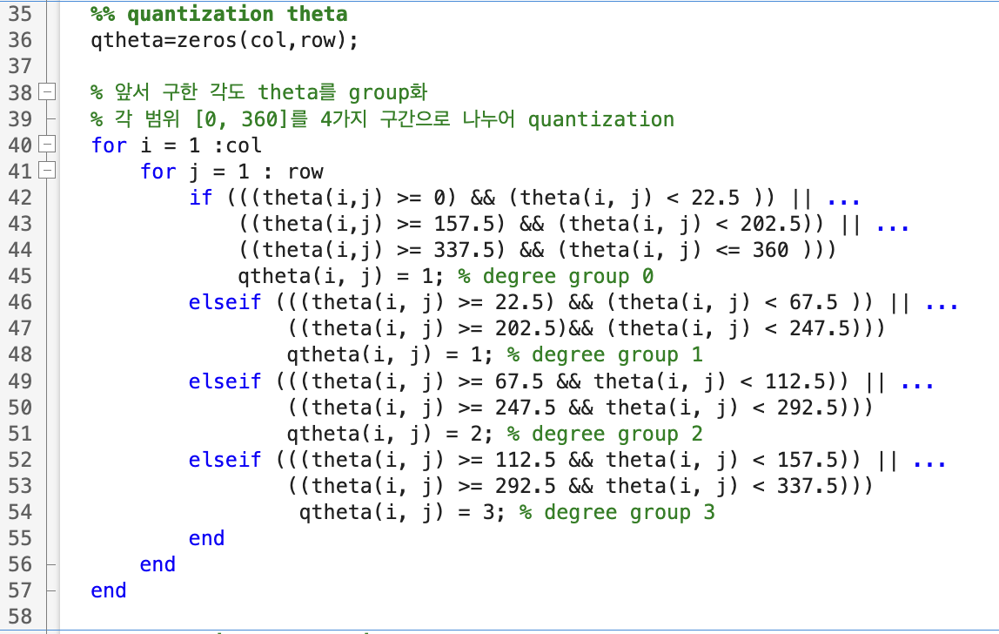 35 %% quantization theta
36 qtheta=zeros(col,row);
37
38 % 앞서 구한 각도 theta를 group화
39 % 각 범위 [0, 360]를 4가지 구간으로 나누어 quantization
40 for i = 1 :col
41 for j = 1 : row
42 if (((theta(i,j) >= 0) && (theta(i, j) < 22.5 )) || ...
43 ((theta(i,j) >= 157.5) && (theta(i, j) < 202.5)) || ...
44 ((theta(i,j) >= 337.5) && (theta(i, j) <= 360 )))
45 qtheta(i, j) = 1; % degree group 0
46 elseif (((theta(i, j) >= 22.5) && (theta(i, j) < 67.5 )) || ...
47 ((theta(i, j) >= 202.5)&& (theta(i, j) < 247.5)))
48 qtheta(i, j) = 1; % degree group 1
49 elseif (((theta(i, j) >= 67.5 && theta(i, j) < 112.5)) || ...
50 ((theta(i, j) >= 247.5 && theta(i, j) < 292.5)))
51 qtheta(i, j) = 2; % degree group 2
52 elseif (((theta(i, j) >= 112.5 && theta(i, j) < 157.5)) || ...
53 ((theta(i, j) >= 292.5 && theta(i, j) < 337.5)))
54 qtheta(i, j) = 3; % degree group 3
55 end
56 end
57 end
58